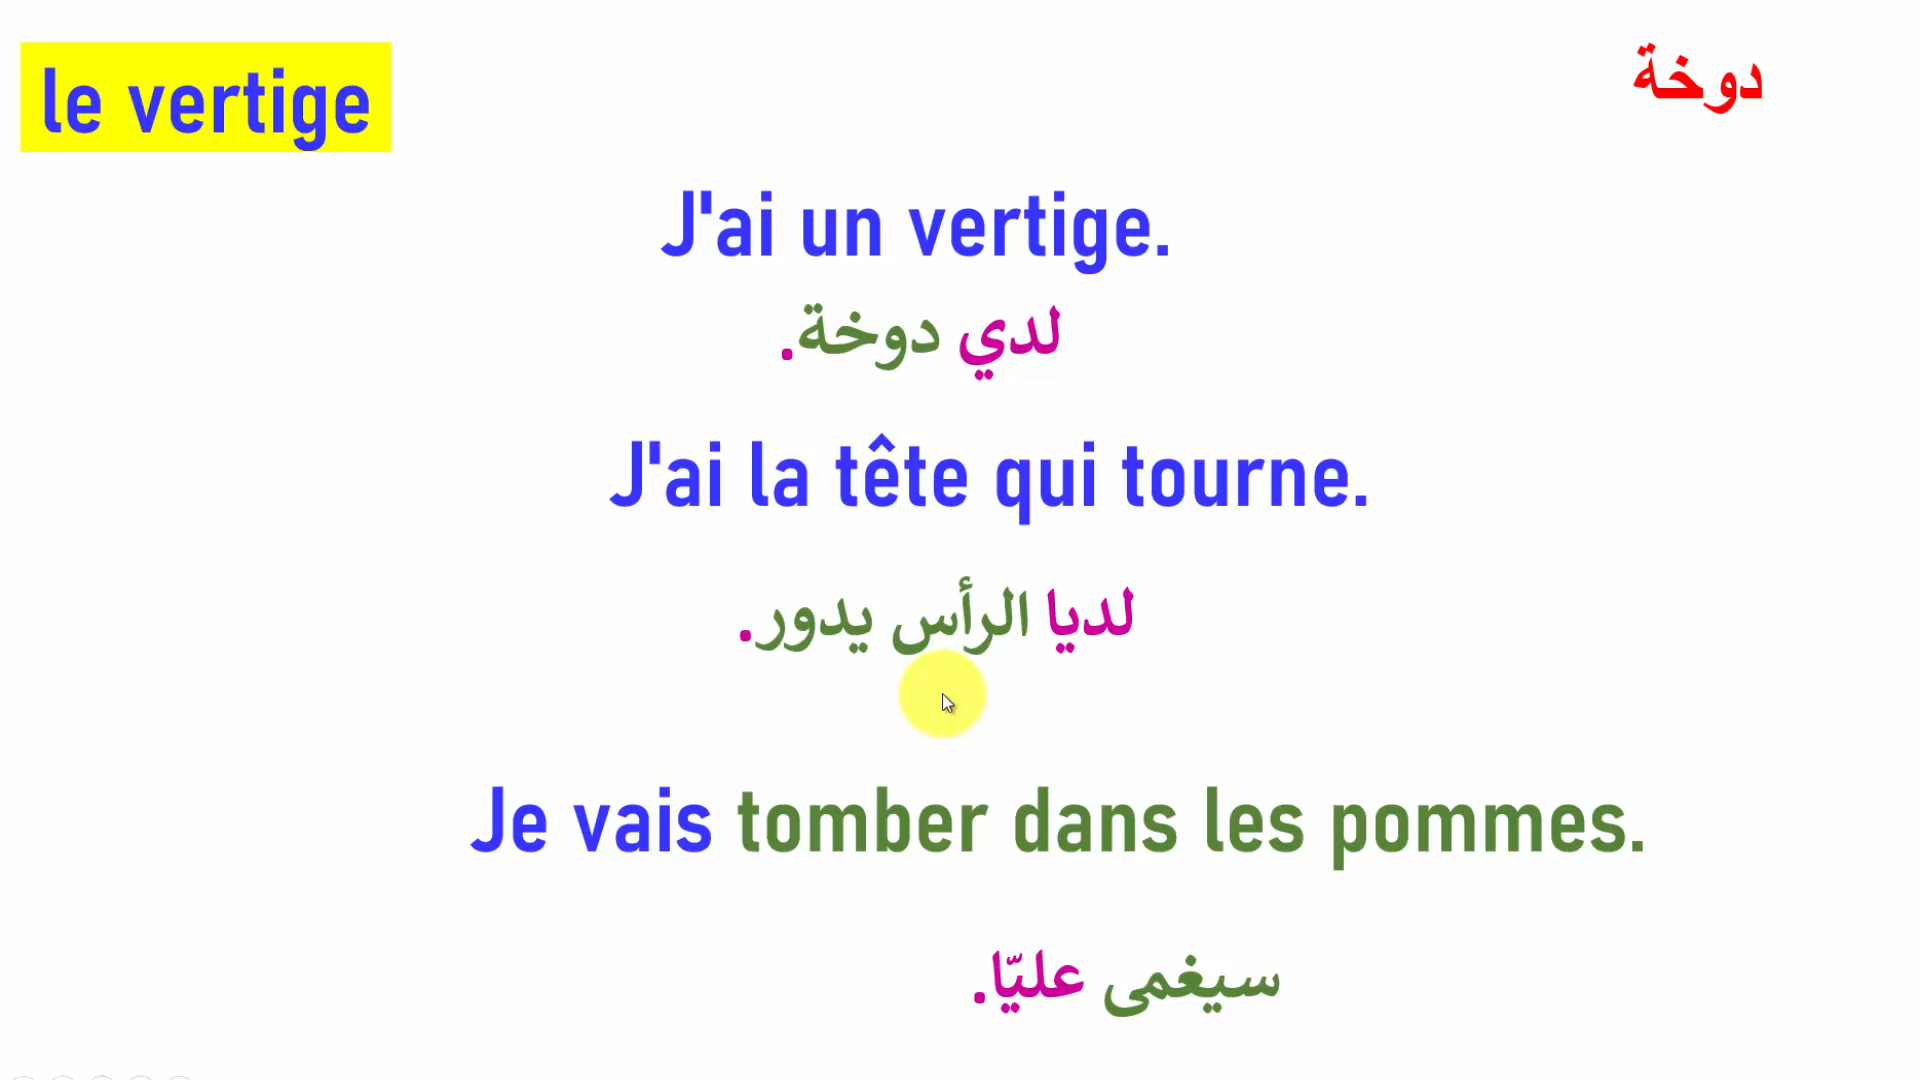 le vertige
دوخة
J'ai un vertige.
لدي دوخة.
J'ai la tête qui tourne.
لديا الرأس يدور.
Je vais tomber dans les pommes.
سيغمى عليّا.